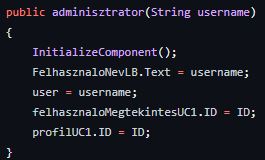 public adminisztrator(String username)
{
InitializeComponent();
FelhasznaloNevLB.Text = username;
user = username;
felhasznaloMegtekintesUC1.ID = ID;
profilUC1.ID = ID;
}